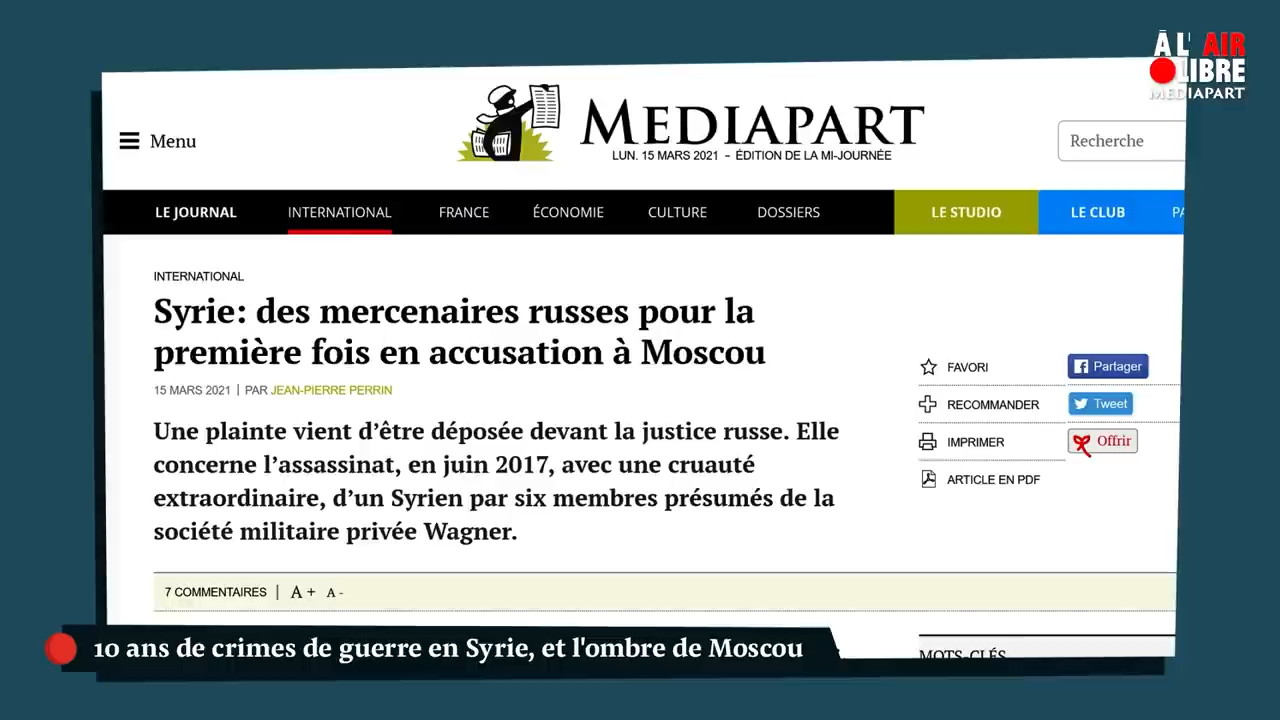 À L'AIR
LIBRE
MEDIAPART
Menu
MEDIAPART
LUN. 15 MARS 2021 - ÉDITION DE LA MI-JOURNÉE
Recherche
LE JOURNAL INTERNATIONAL FRANCE ÉCONOMIE CULTURE DOSSIERS LE STUDIO LE CLUB PA
INTERNATIONAL
Syrie: des mercenaires russes pour la
première fois en accusation à Moscou
15 MARS 2021 | PAR JEAN-PIERRE PERRIN
Une plainte vient d'être déposée devant la justice russe. Elle
concerne l'assassinat, en juin 2017, avec une cruauté
extraordinaire, d'un Syrien par six membres présumés de la
société militaire privée Wagner.
FAVORI Partager
RECOMMANDER Tweet
IMPRIMER Offrir
ARTICLE EN PDF
7 COMMENTAIRES | A + A -
MOTS-CLÉS
10 ans de crimes de guerre en Syrie, et l'ombre de Moscou